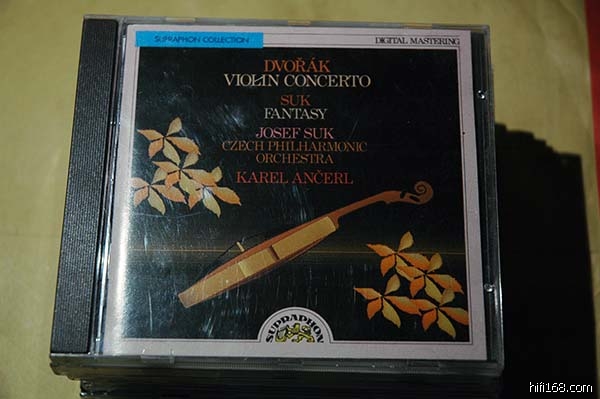 SUPRAPHON COLLECTION
DIGITAL MASTERING
DVOŘÁK
VIOLIN CONCERTO
SUK
FANTASY
JOSEF SUK
CZECH PHILHARMONIC
ORCHESTRA
KAREL ANČERL
SUPRAPHON
hifi168.com